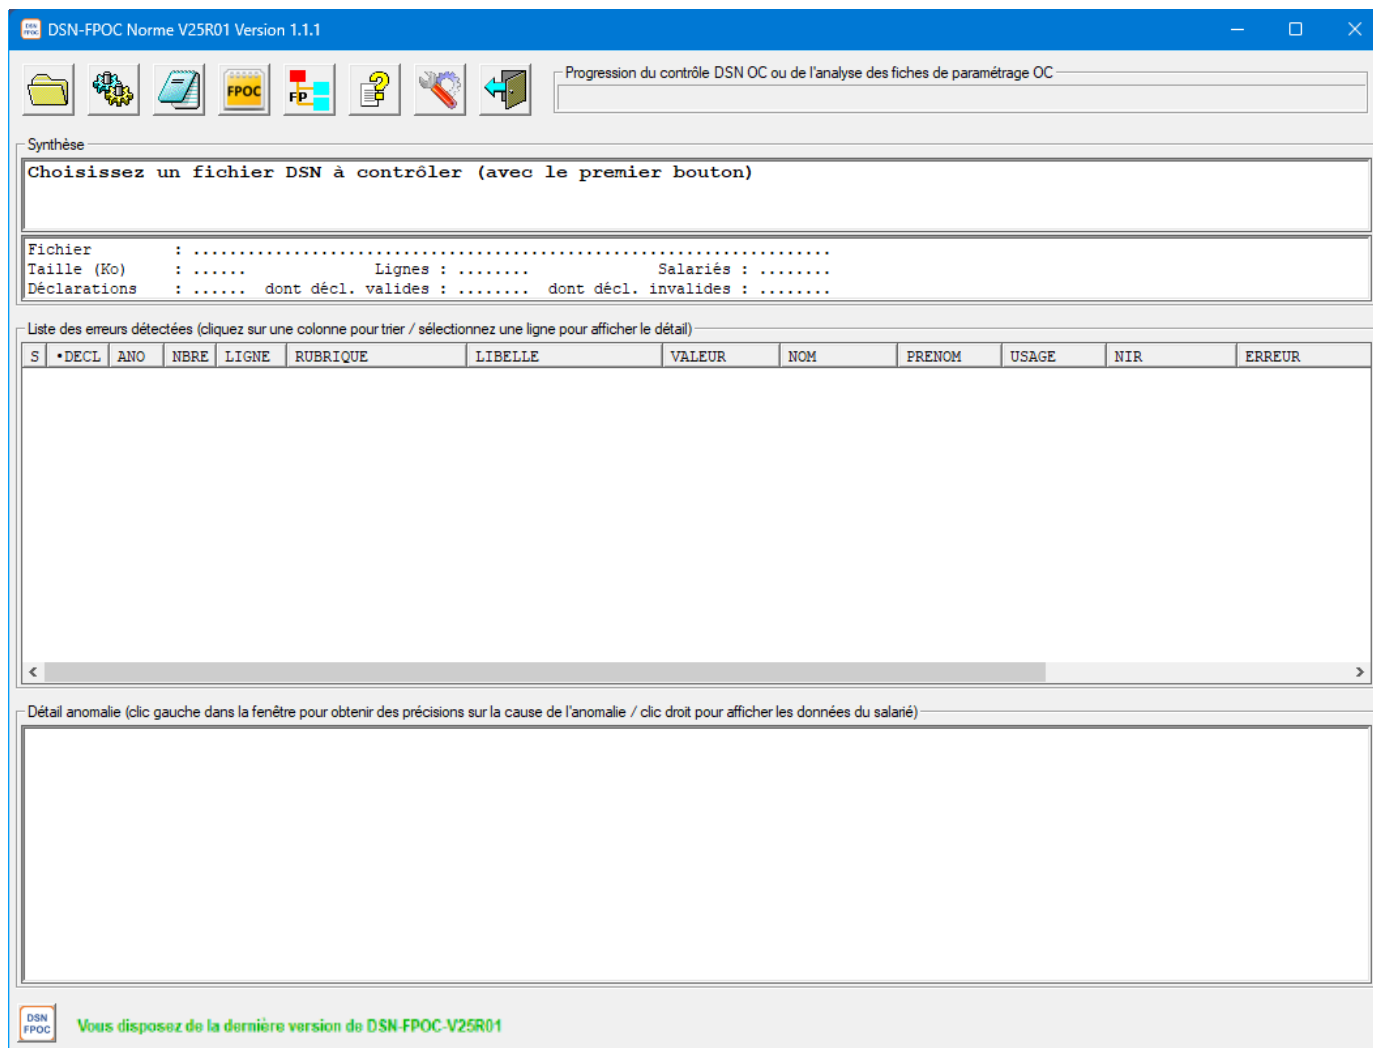 DSN-FPOC Norme V25R01 Version 1.1.1
FPOC
FP
Progression du contrôle DSN OC ou de l'analyse des fiches de paramétrage OC
Synthèse
Choisissez un fichier DSN à contrôler (avec le premier bouton)
Fichier : .......................................................................
Taille (Ko) : ...... Lignes : ........ Salariés : ........
Déclarations : ...... dont décl. valides : ........ dont décl. invalides : ........
Liste des erreurs détectées (cliquez sur une colonne pour trier / sélectionnez une ligne pour afficher le détail)
S •DECL ANO NBRE LIGNE RUBRIQUE LIBELLE VALEUR NOM PRENOM USAGE NIR ERREUR
Détail anomalie (clic gauche dans la fenêtre pour obtenir des précisions sur la cause de l'anomalie / clic droit pour afficher les données du salarié)
DSN
FPOC
Vous disposez de la dernière version de DSN-FPOC-V25R01